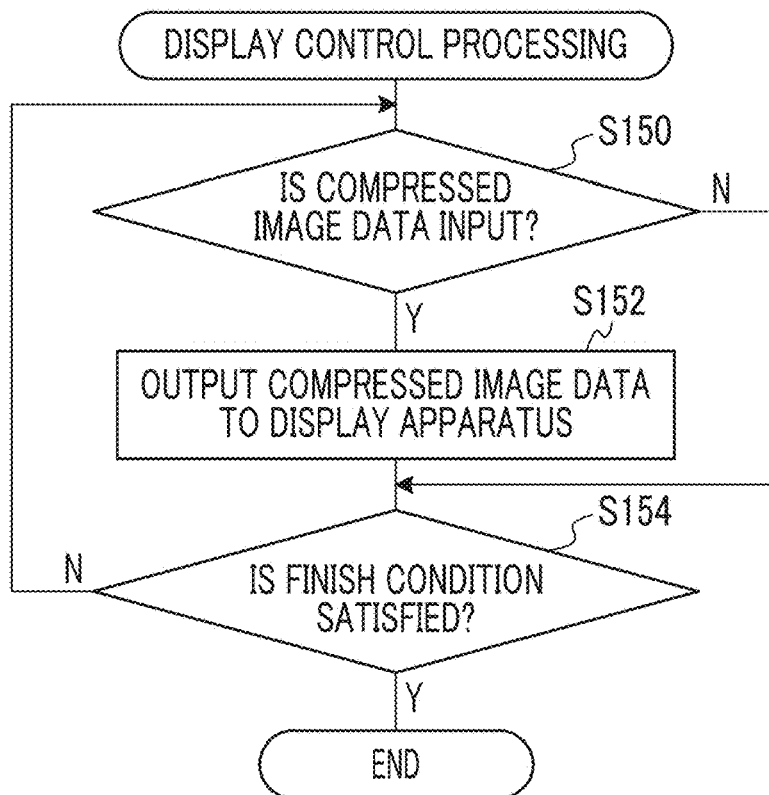 DISPLAY CONTROL PROCESSING
S150
IS COMPRESSED
IMAGE DATA INPUT?
N
Y
S152
OUTPUT COMPRESSED IMAGE DATA
TO DISPLAY APPARATUS
S154
N
IS FINISH CONDITION
SATISFIED?
Y
END